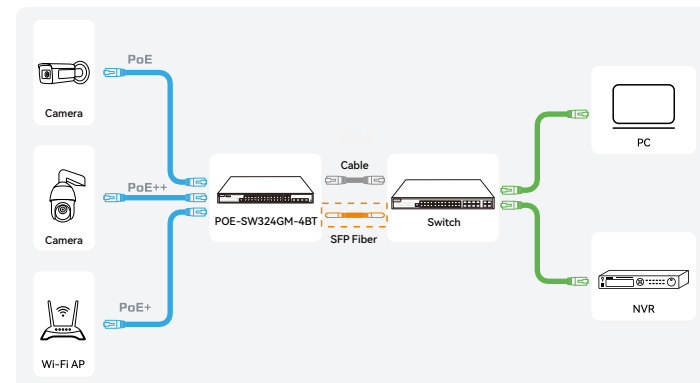 PoE
Camera
PoE++
Camera
PoE+
Wi-Fi AP
POE-SW324GM-4BT
Cable
SFP Fiber
Switch
PC
NVR